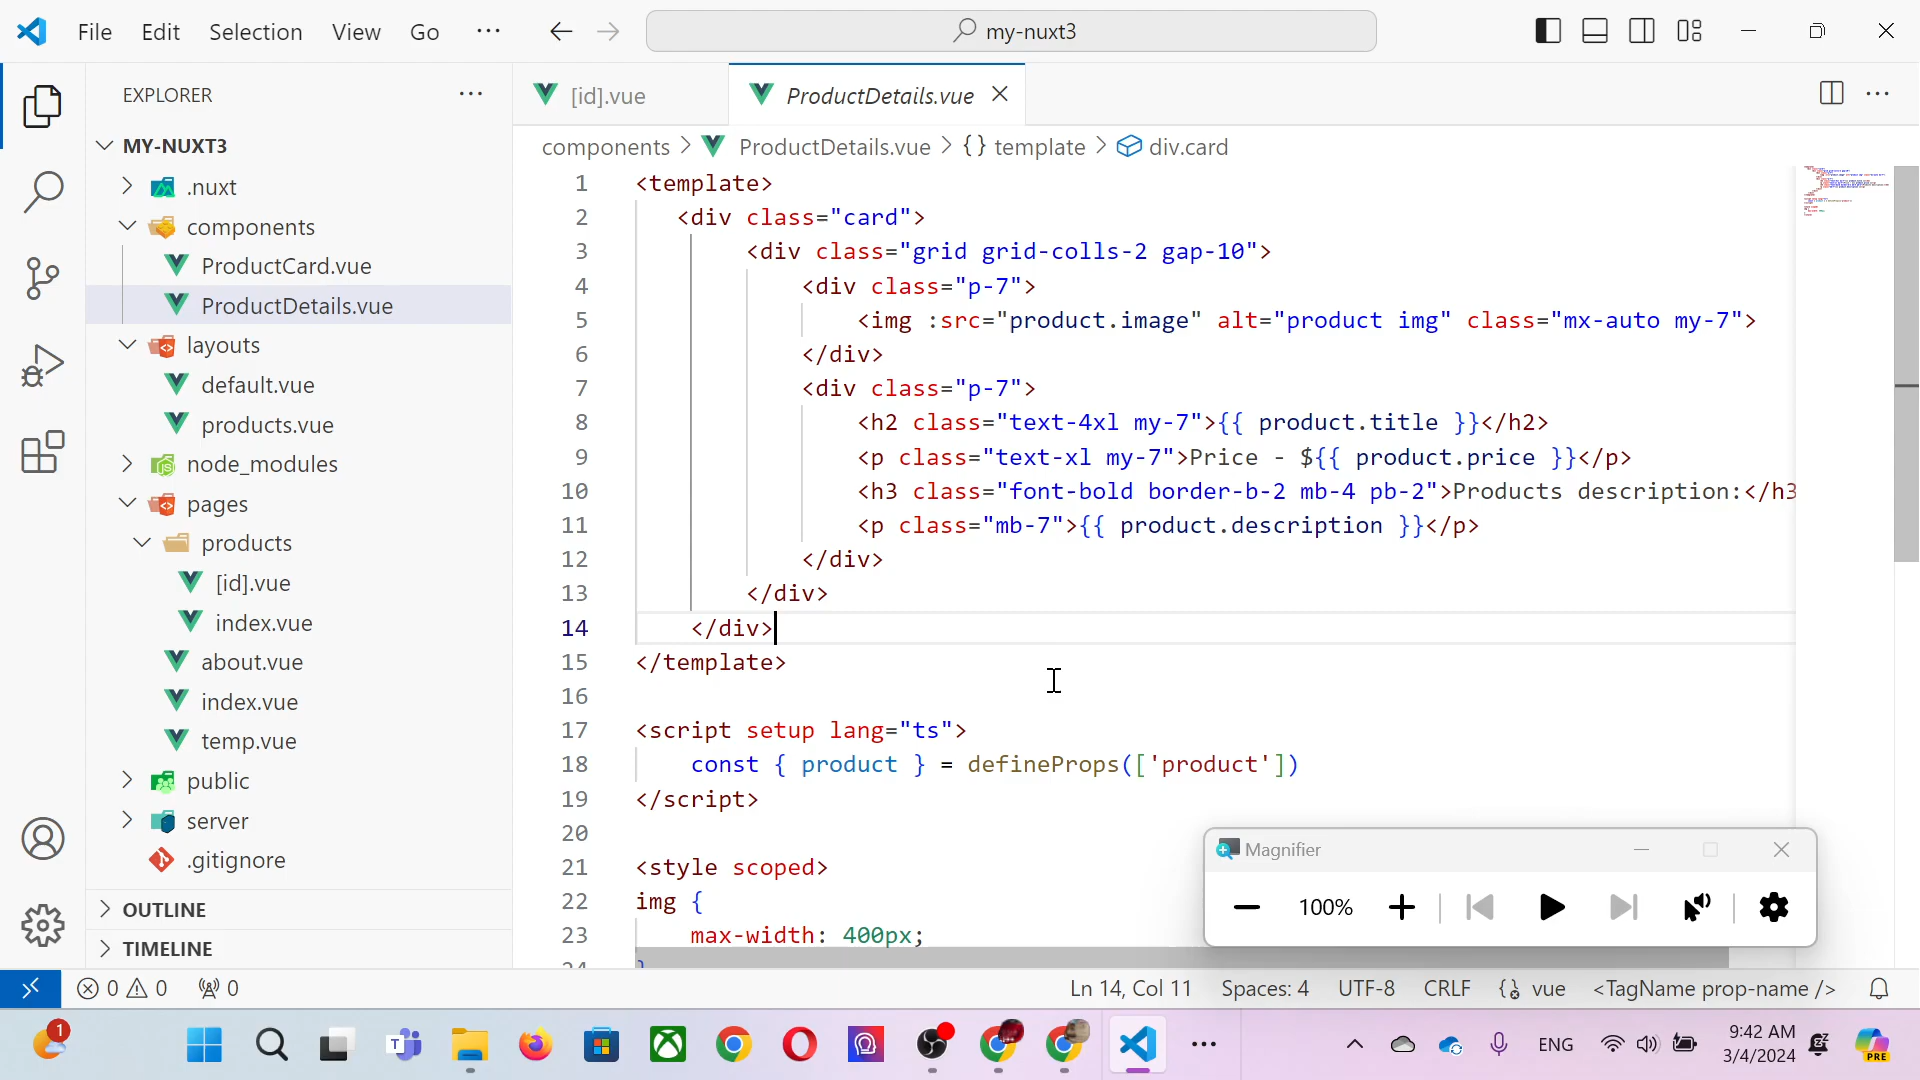 File Edit Selection View Go ··· my-nuxt3
EXPLORER
MY-NUXT3
.nuxt
components
ProductCard.vue
ProductDetails.vue
layouts
default.vue
products.vue
node_modules
pages
products
[id].vue
index.vue
about.vue
index.vue
temp.vue
public
server
.gitignore
OUTLINE
TIMELINE
[id].vue ProductDetails.vue
components > ProductDetails.vue > {} template > div.card
1 <template>
2 <div class="card">
3 <div class="grid grid-colls-2 gap-10">
4 <div class="p-7">
5 <img :src="product.image" alt="product img" class="mx-auto my-7">
6 </div>
7 <div class="p-7">
8 <h2 class="text-4xl my-7">{{ product.title }}</h2>
9 <p class="text-xl my-7">Price - ${{ product.price }}</p>
10 <h3 class="font-bold border-b-2 mb-4 pb-2">Products description:</h3
11 <p class="mb-7">{{ product.description }}</p>
12 </div>
13 </div>
14 </div>
15 </template>
16
17 <script setup lang="ts">
18 const { product } = defineProps(['product'])
19 </script>
20
21 <style scoped>
22 img {
23 max-width: 400px;
24 }
Magnifier
100%
0 0 0 Ln 14, Col 11 Spaces: 4 UTF-8 CRLF vue <TagName prop-name />
1 ENG 9:42 AM
3/4/2024
PRE